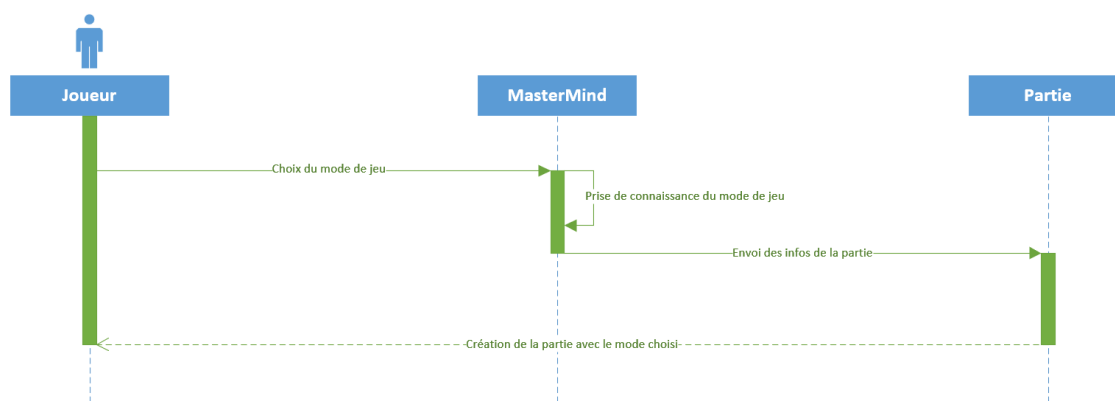 Joueur
MasterMind
Partie
Choix du mode de jeu
Prise de connaissance du mode de jeu
Envoi des infos de la partie
Création de la partie avec le mode choisi